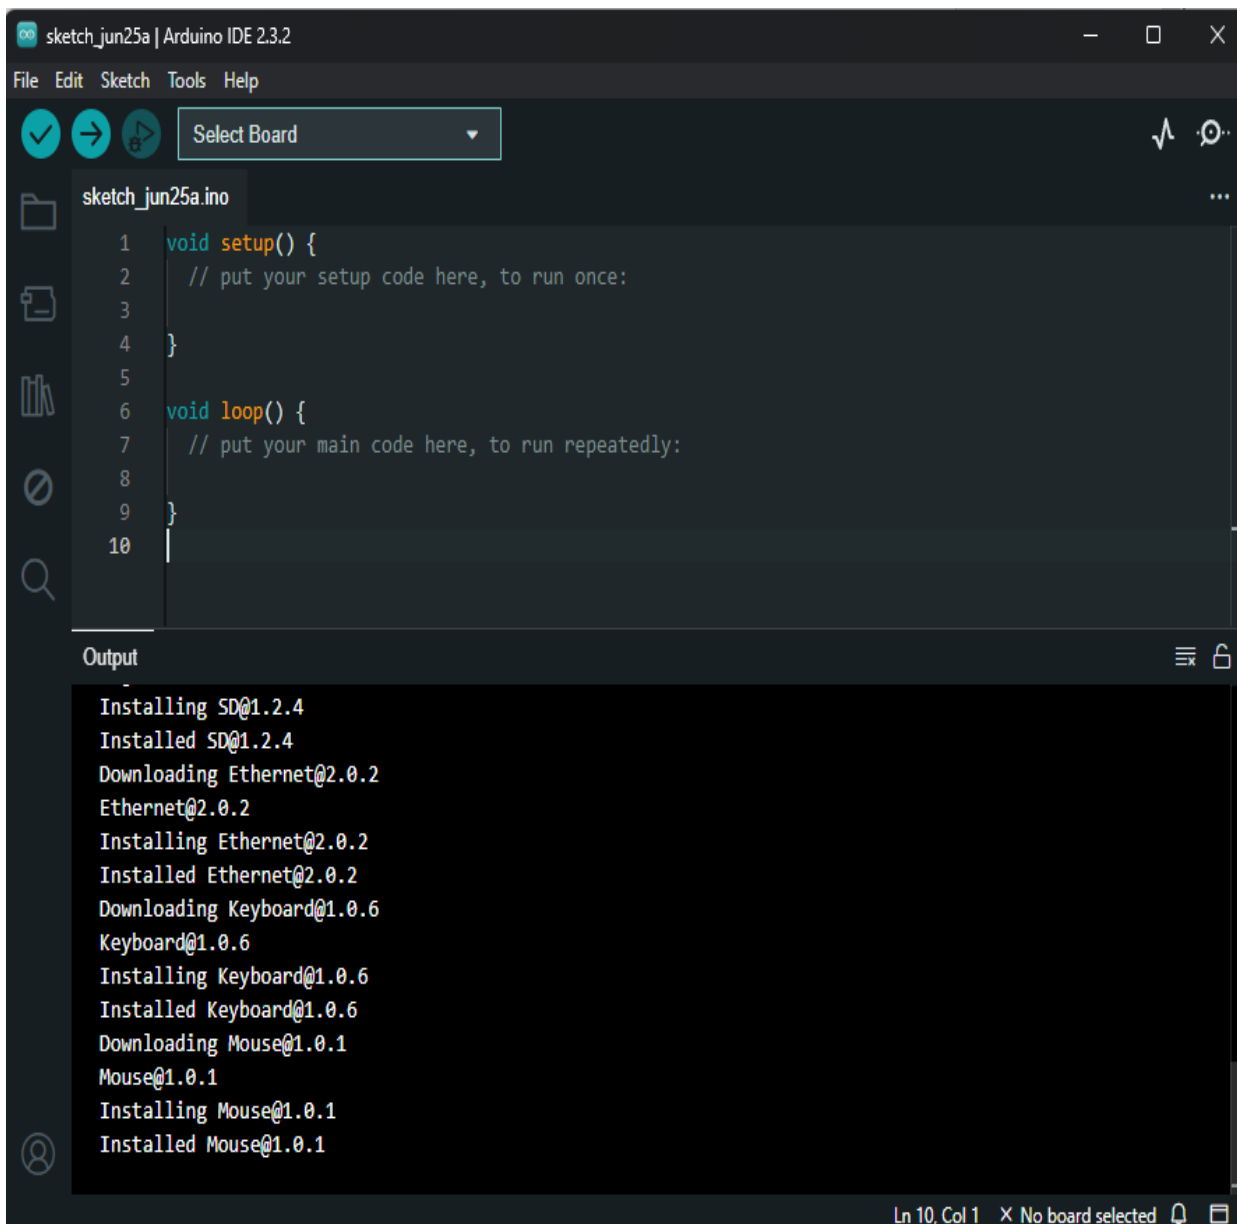 sketch_jun25a | Arduino IDE 2.3.2
File Edit Sketch Tools Help
Select Board
sketch_jun25a.ino
1 void setup() {
2 // put your setup code here, to run once:
3
4 }
5
6 void loop() {
7 // put your main code here, to run repeatedly:
8
9 }
10
Output
Installing SD@1.2.4
Installed SD@1.2.4
Downloading Ethernet@2.0.2
Ethernet@2.0.2
Installing Ethernet@2.0.2
Installed Ethernet@2.0.2
Downloading Keyboard@1.0.6
Keyboard@1.0.6
Installing Keyboard@1.0.6
Installed Keyboard@1.0.6
Downloading Mouse@1.0.1
Mouse@1.0.1
Installing Mouse@1.0.1
Installed Mouse@1.0.1
Ln 10, Col 1 X No board selected